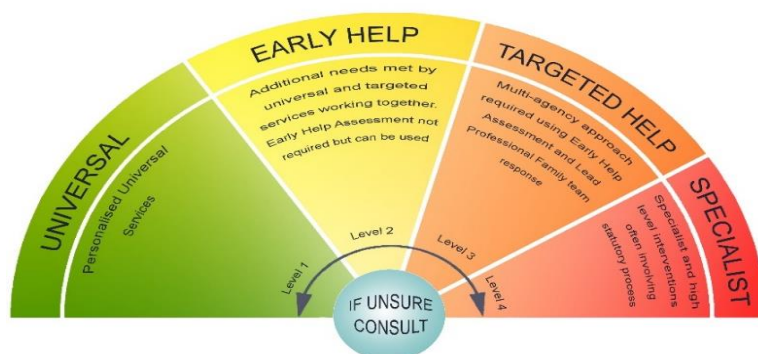 UNIVERSAL
Personalised Universal
Services
Level 1
EARLY HELP
Additional needs met by
universal and targeted
services working together.
Early Help Assessment not
required but can be used
Level 2
TARGETED HELP
Multi-agency approach
required using Early Help
Assessment and Lead
Professional Family team
response
Level 3
SPECIALIST
Specialist and high
level interventions
often involving
statutory process
Level 4
IF UNSURE
CONSULT